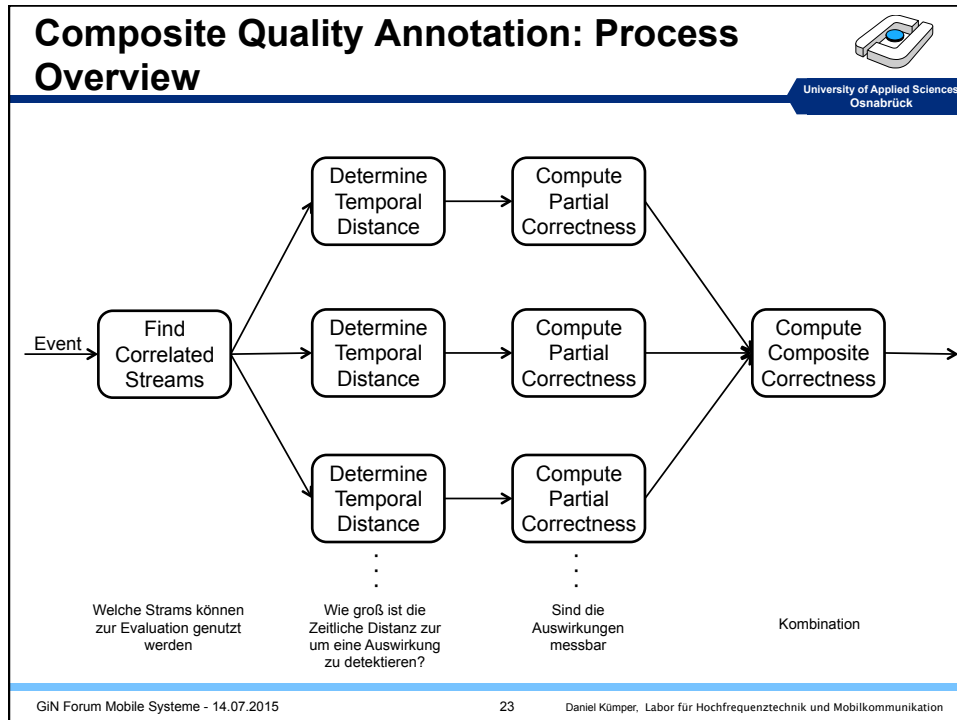 Composite Quality Annotation: Process
Overview
University of Applied Sciences
Osnabrück
Event
Find
Correlated
Streams
Determine
Temporal
Distance
Compute
Partial
Correctness
Determine
Temporal
Distance
Compute
Partial
Correctness
Determine
Temporal
Distance
Compute
Partial
Correctness
Compute
Composite
Correctness
Welche Strams können
zur Evaluation genutzt
werden
Wie groß ist die
Zeitliche Distanz zur
um eine Auswirkung
zu detektieren?
Sind die
Auswirkungen
messbar
Kombination
GiN Forum Mobile Systeme - 14.07.2015
23
Daniel Kümper, Labor für Hochfrequenztechnik und Mobilkommunikation